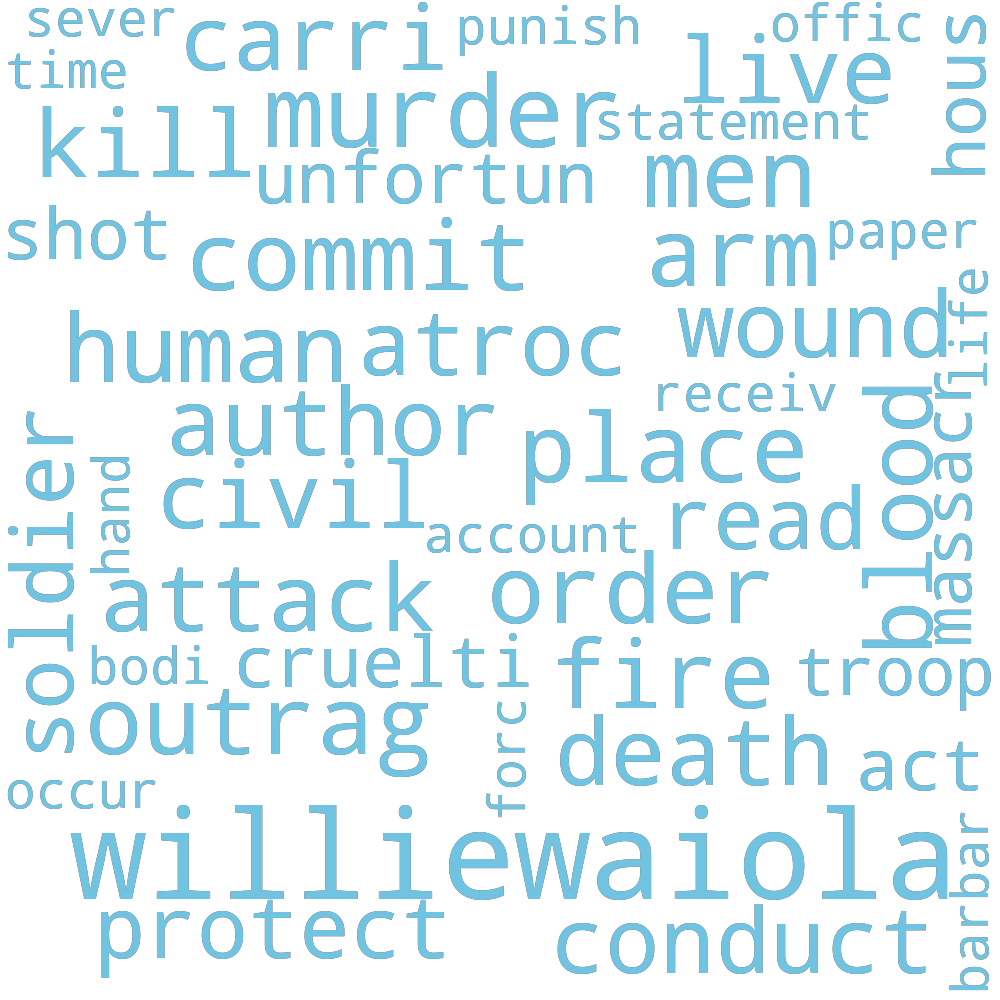 sever
carri
punish
offic
time
live
hous
murder
statement
kill
unfortun
men
shot
commit
arm
paper
life
human
atroc
wound
receiv
author
place
blood
massacr
soldier
hand
civil
account
read
attack
order
bodi
cruelti
fire
troop
outrag
forc
death
act
occur
williewaiola
barbar
protect
conduct